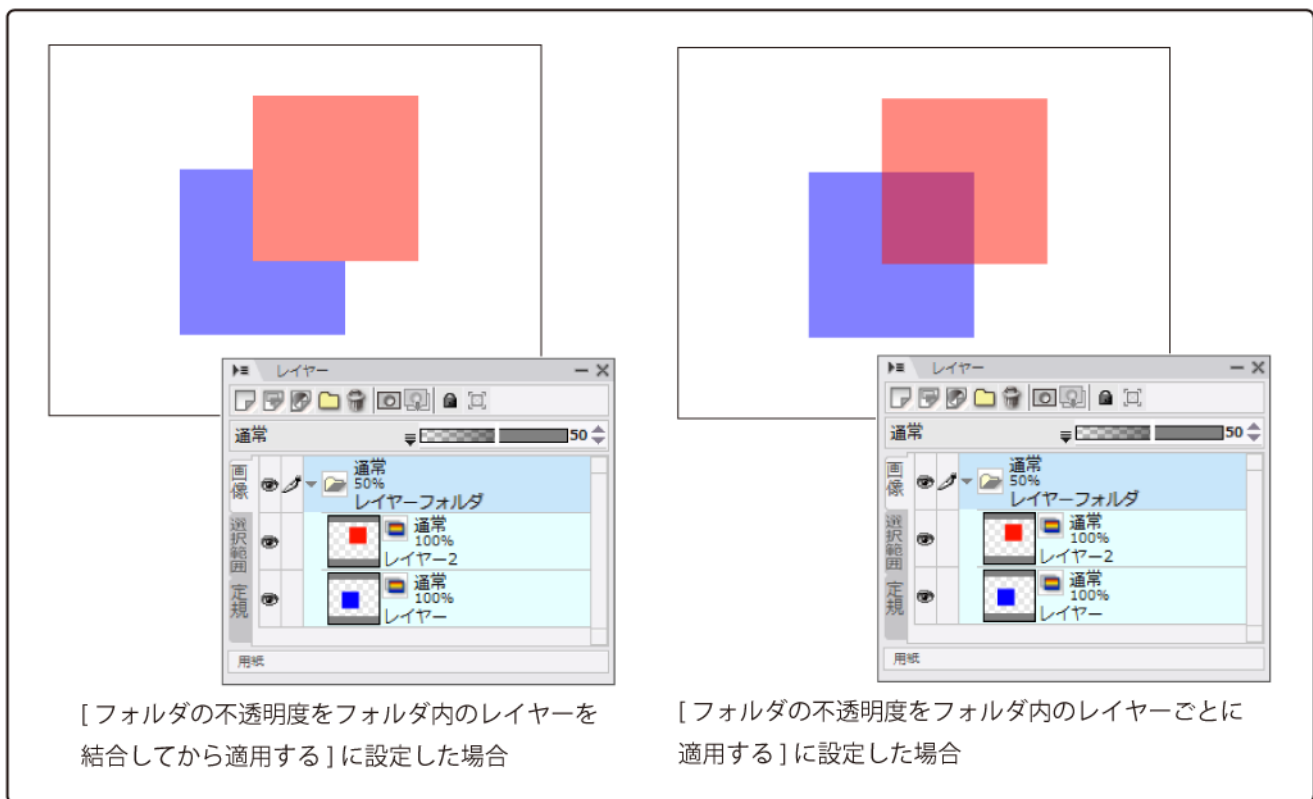 レイヤー
通常
50
画像
選択範囲
定規
通常
50%
レイヤーフォルダ
通常
100%
レイヤー2
通常
100%
レイヤー
用紙
[ フォルダの不透明度をフォルダ内のレイヤーを
結合してから適用する ] に設定した場合
レイヤー
通常
50
画像
選択範囲
定規
通常
50%
レイヤーフォルダ
通常
100%
レイヤー2
通常
100%
レイヤー
用紙
[ フォルダの不透明度をフォルダ内のレイヤーごとに
適用する ] に設定した場合